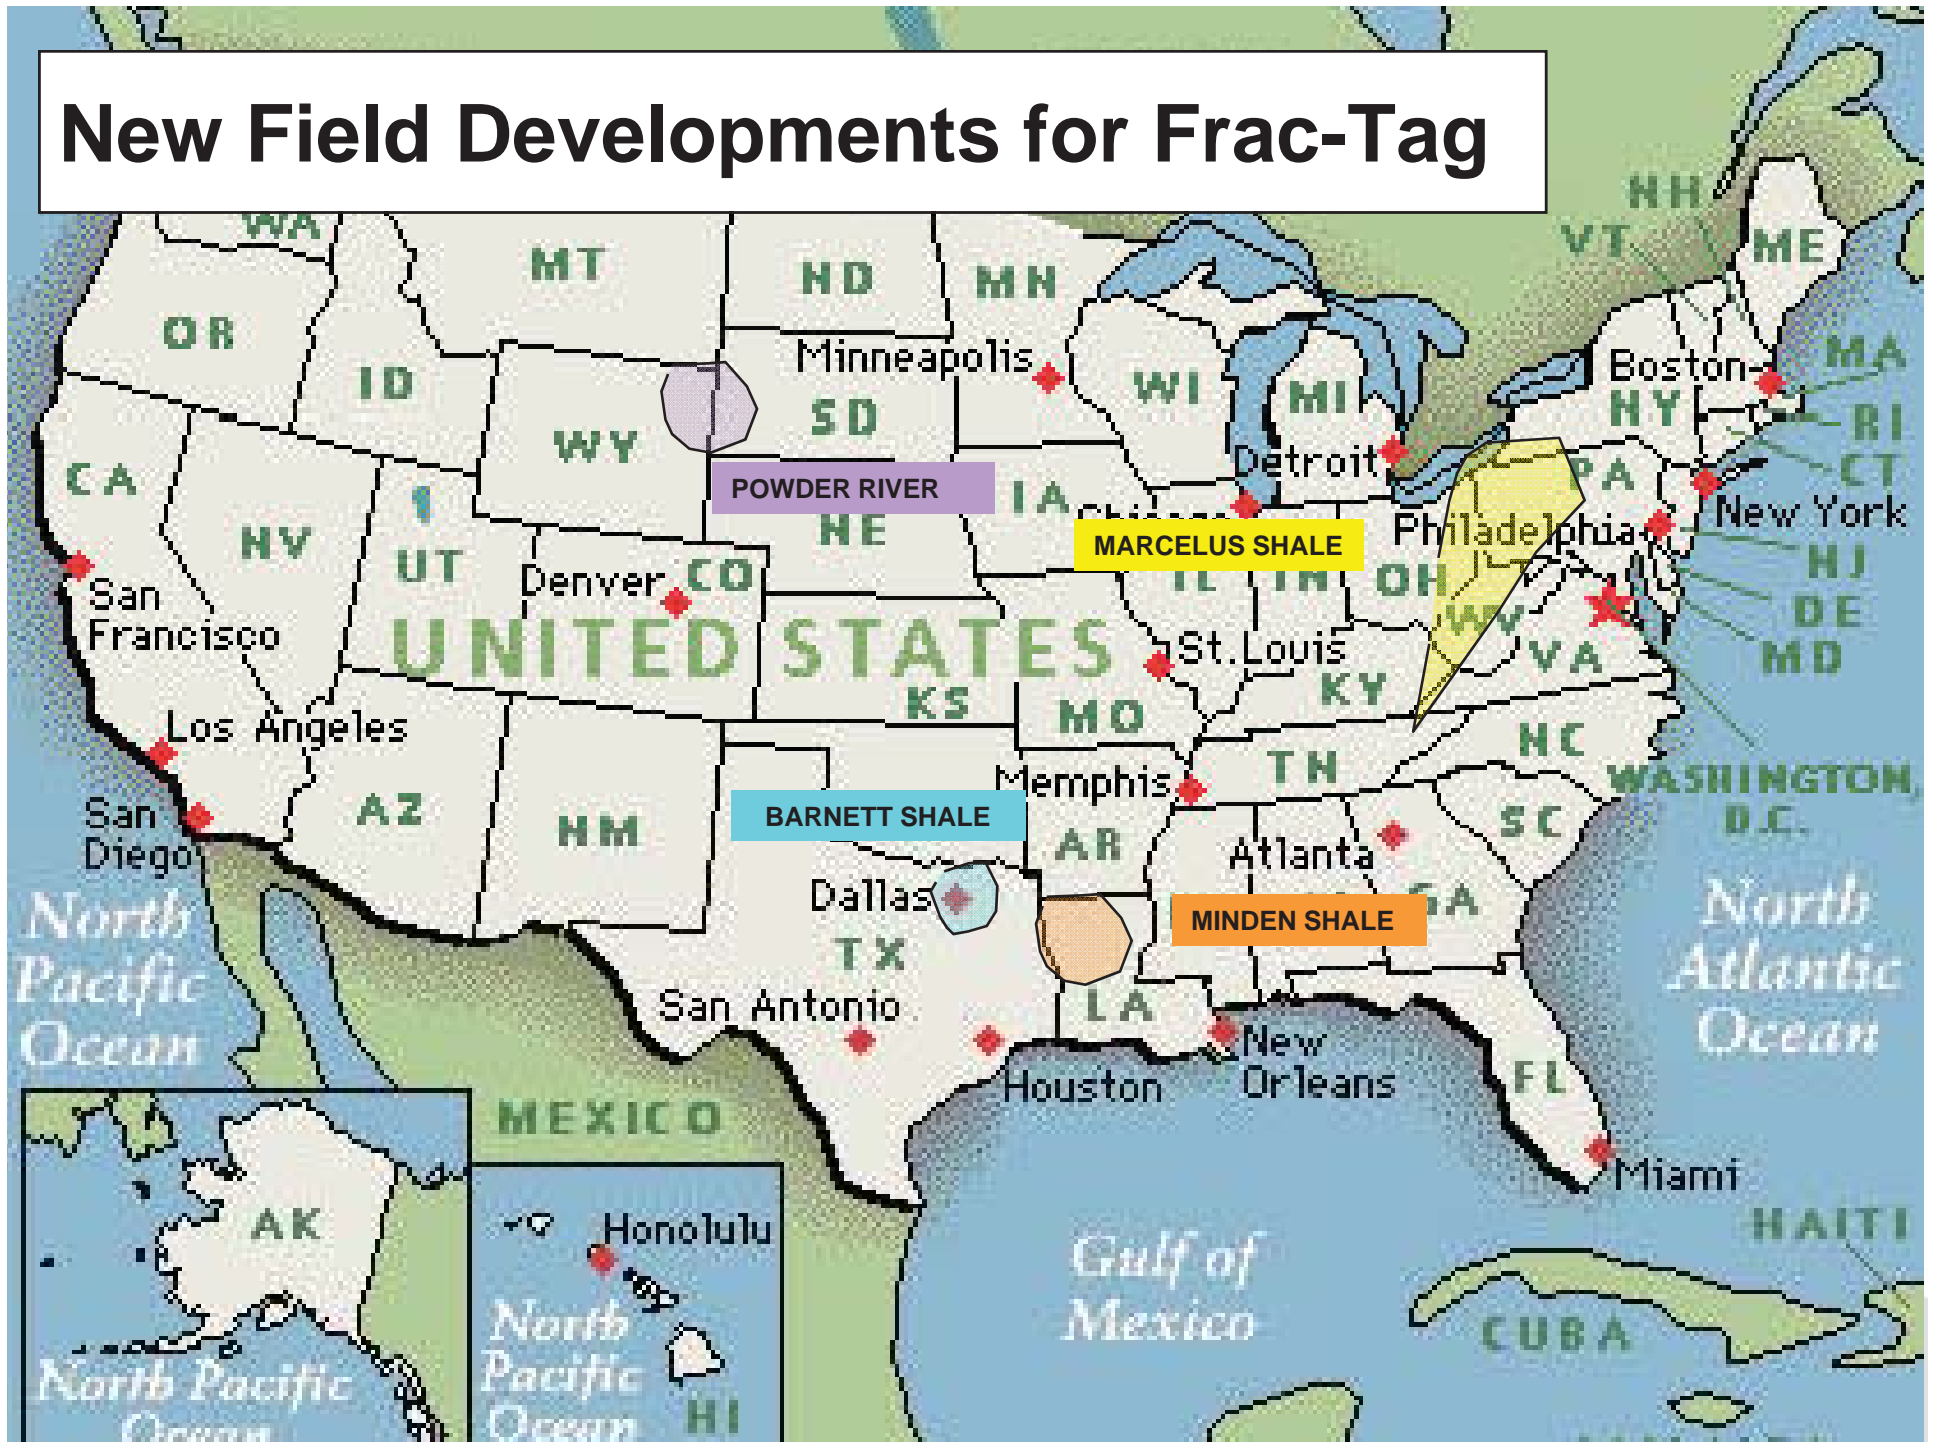 New Field Developments for Frac-Tag
NH
VT
ME
WA
MT
ND
MN
OR
ID
Minneapolis
WI
MI
Boston
MA
NY
RI
CT
WY
SD
Detroit
PA
CA
POWDER RIVER
IA
New York
NV
UT
NE
MARCELUS SHALE
Philadelphia
NJ
Denver
CO
IL
IN
OH
DE
San
Francisco
UNITED STATES
WV
MD
St. Louis
VA
KS
MO
KY
Los Angeles
NC
Memphis
TN
WASHINGTON,
D.C.
San
Diego
AZ
NM
BARNETT SHALE
AR
SC
Atlanta
Dallas
MINDEN SHALE
GA
North
Pacific
Ocean
TX
North
Atlantic
Ocean
San Antonio
LA
New
Orleans
Houston
FL
MEXICO
Miami
AK
Honolulu
HAITI
Gulf of
Mexico
CUBA
North
Pacific
Ocean
HI
North Pacific
Ocean